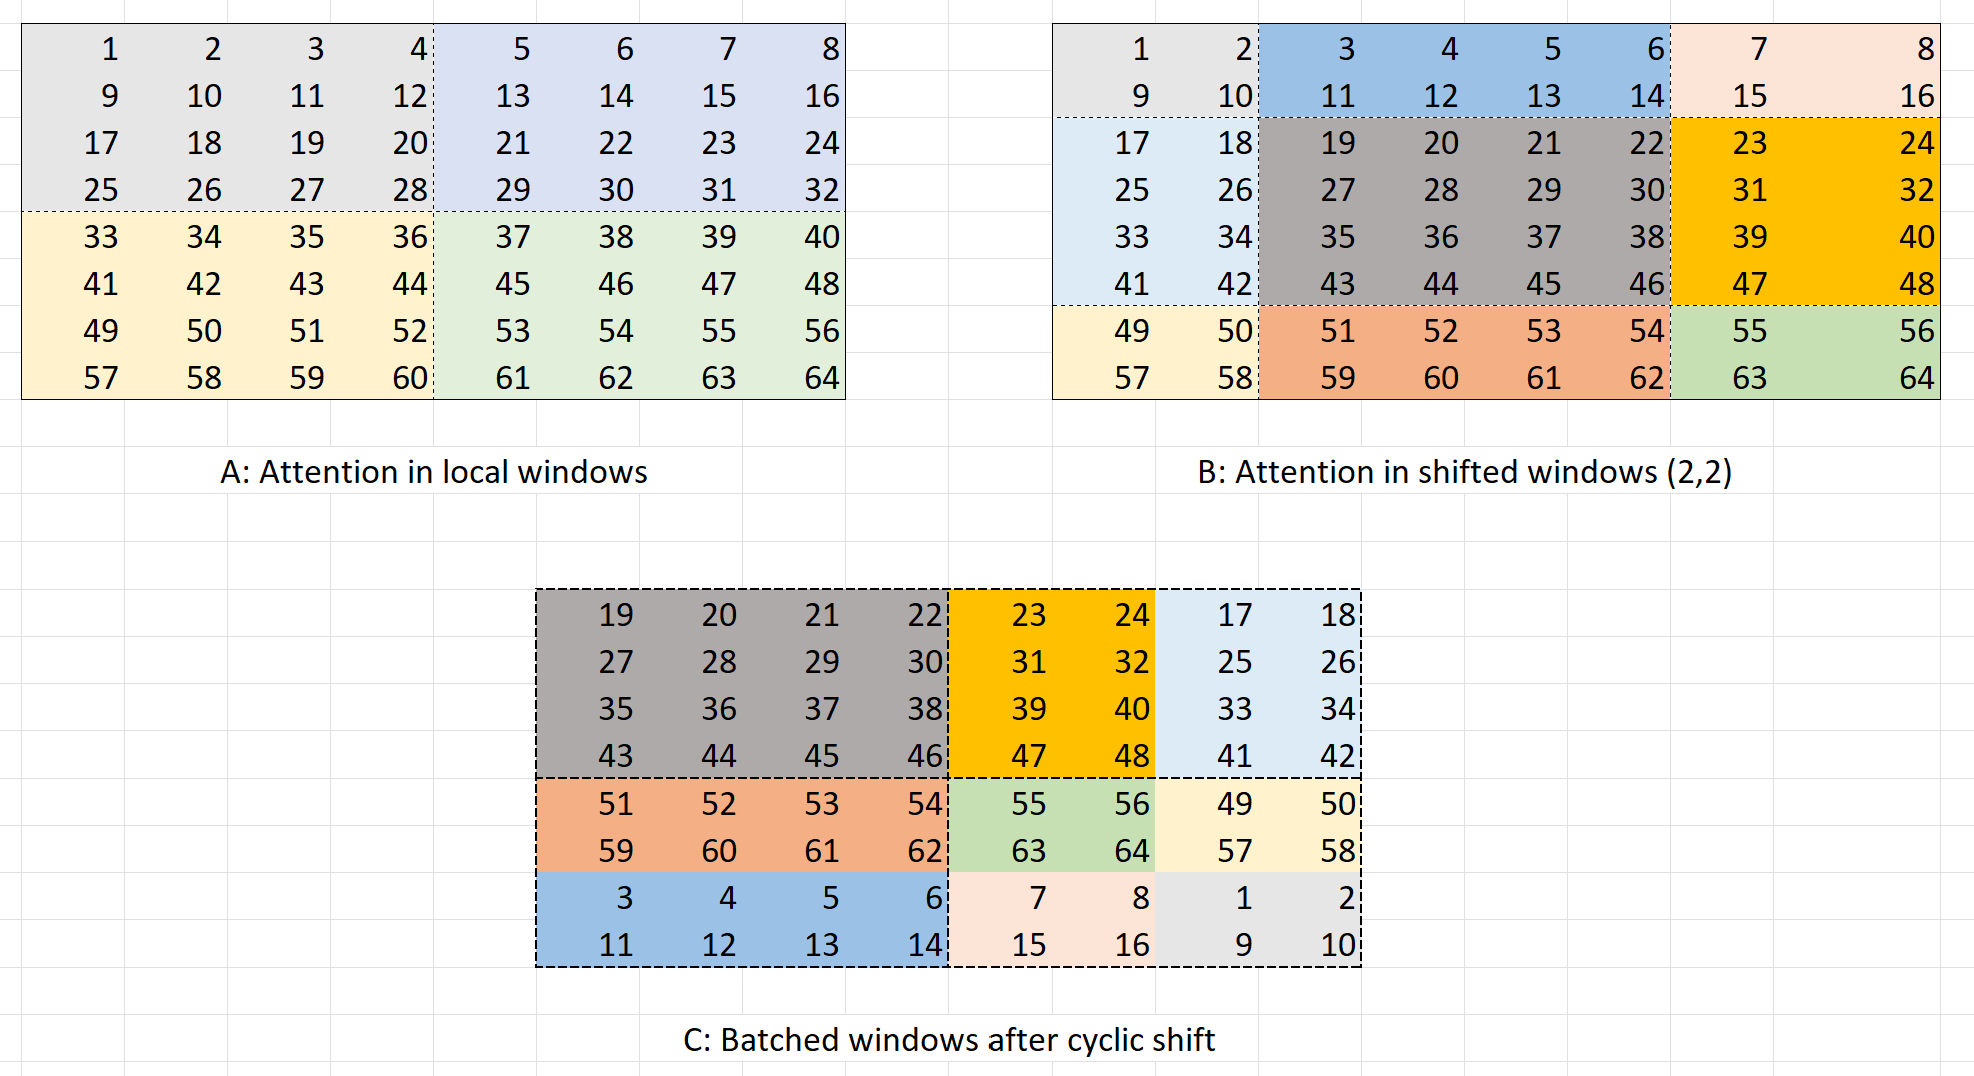 1 2 3 4 5 6 7 8
9 10 11 12 13 14 15 16
17 18 19 20 21 22 23 24
25 26 27 28 29 30 31 32
33 34 35 36 37 38 39 40
41 42 43 44 45 46 47 48
49 50 51 52 53 54 55 56
57 58 59 60 61 62 63 64
A: Attention in local windows
1 2 3 4 5 6 7 8
9 10 11 12 13 14 15 16
17 18 19 20 21 22 23 24
25 26 27 28 29 30 31 32
33 34 35 36 37 38 39 40
41 42 43 44 45 46 47 48
49 50 51 52 53 54 55 56
57 58 59 60 61 62 63 64
B: Attention in shifted windows (2,2)
19 20 21 22 23 24 17 18
27 28 29 30 31 32 25 26
35 36 37 38 39 40 33 34
43 44 45 46 47 48 41 42
51 52 53 54 55 56 49 50
59 60 61 62 63 64 57 58
3 4 5 6 7 8 1 2
11 12 13 14 15 16 9 10
C: Batched windows after cyclic shift